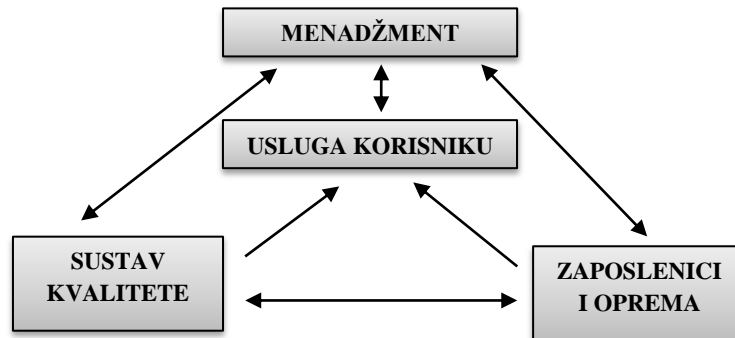 MENADŽMENT
USLUGA KORISNIKU
SUSTAV
KVALITETE
ZAPOSLENICI
I OPREMA